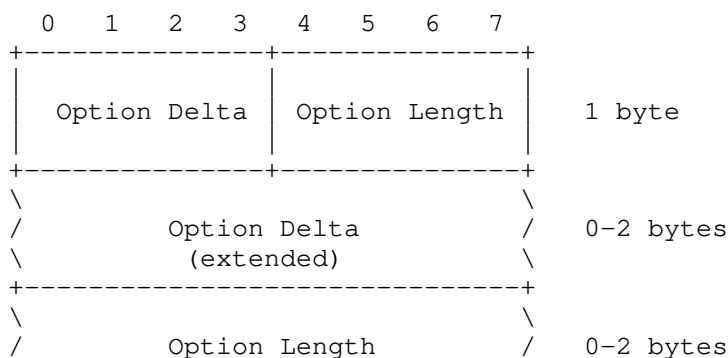 0 1 2 3 4 5 6 7
+---------------+---------------+
| | |
| Option Delta | Option Length | 1 byte
| | |
+---------------+---------------+
\ \
/ Option Delta / 0-2 bytes
\ (extended) \
+-------------------------------+
\ \
/ Option Length / 0-2 bytes